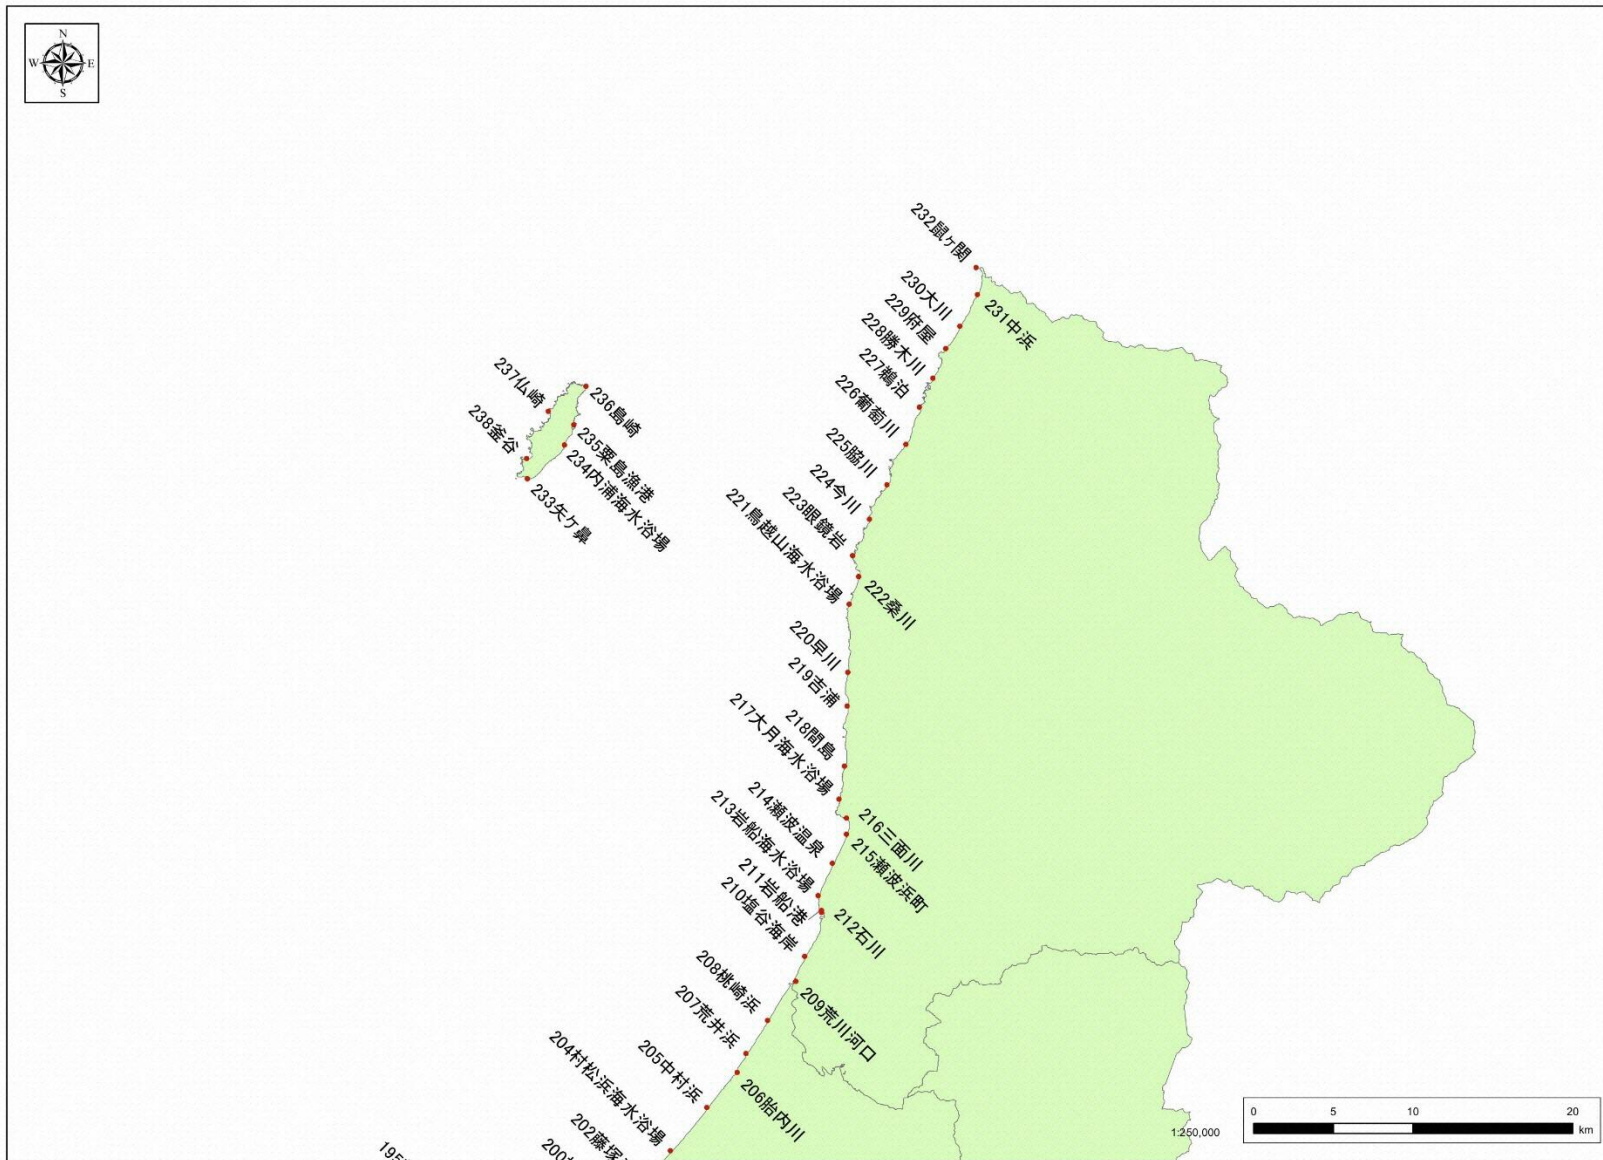 N
W E
S
232鼠ヶ関
230大川
231中浜
229府屋
228勝木川
227鵜泊
226葡萄川
225脇川
224今川
223眼鏡岩
221鳥越山海水浴場
222桑川
237仏崎
236島崎
238釜谷
235粟島漁港
234内浦海水浴場
233矢ケ鼻
220早川
219吉浦
218間島
217大月海水浴場
216三面川
214瀬波温泉
215瀬波浜町
213岩船海水浴場
211岩船港
212石川
210塩谷海岸
208桃崎浜
209荒川河口
207荒井浜
205中村浜
206胎内川
204村松浜海水浴場
202藤塚
200
195
1:250,000
0 5 10 20
km